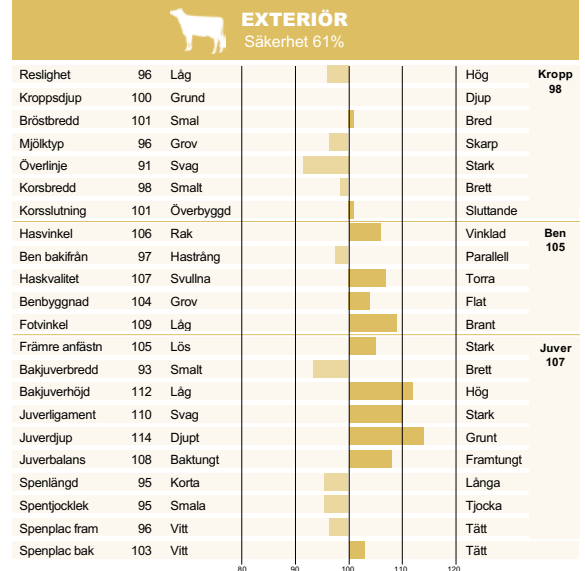 EXTERIÖR
Säkerhet 61%
Reslighet 96 Låg Hög Kropp
98
Kroppsdjup 100 Grund Djup
Bröstbredd 101 Smal Bred
Mjölktyp 96 Grov Skarp
Överlinje 91 Svag Stark
Korsbredd 98 Smalt Brett
Korsslutning 101 Överbyggd Sluttande
Hasvinkel 106 Rak Vinklad Ben
105
Ben bakifrån 97 Hastrång Parallell
Haskvalitet 107 Svullna Torra
Benbyggnad 104 Grov Flat
Fotvinkel 109 Låg Brant
Främre anfästn 105 Lös Stark Juver
107
Bakjuverbredd 93 Smalt Brett
Bakjuverhöjd 112 Låg Hög
Juverligament 110 Svag Stark
Juverdjup 114 Djupt Grunt
Juverbalans 108 Baktungt Framtungt
Spenlängd 95 Korta Långa
Spentjocklek 95 Smala Tjocka
Spenplac fram 96 Vitt Tätt
Spenplac bak 103 Vitt Tätt
80 90 100 110 120